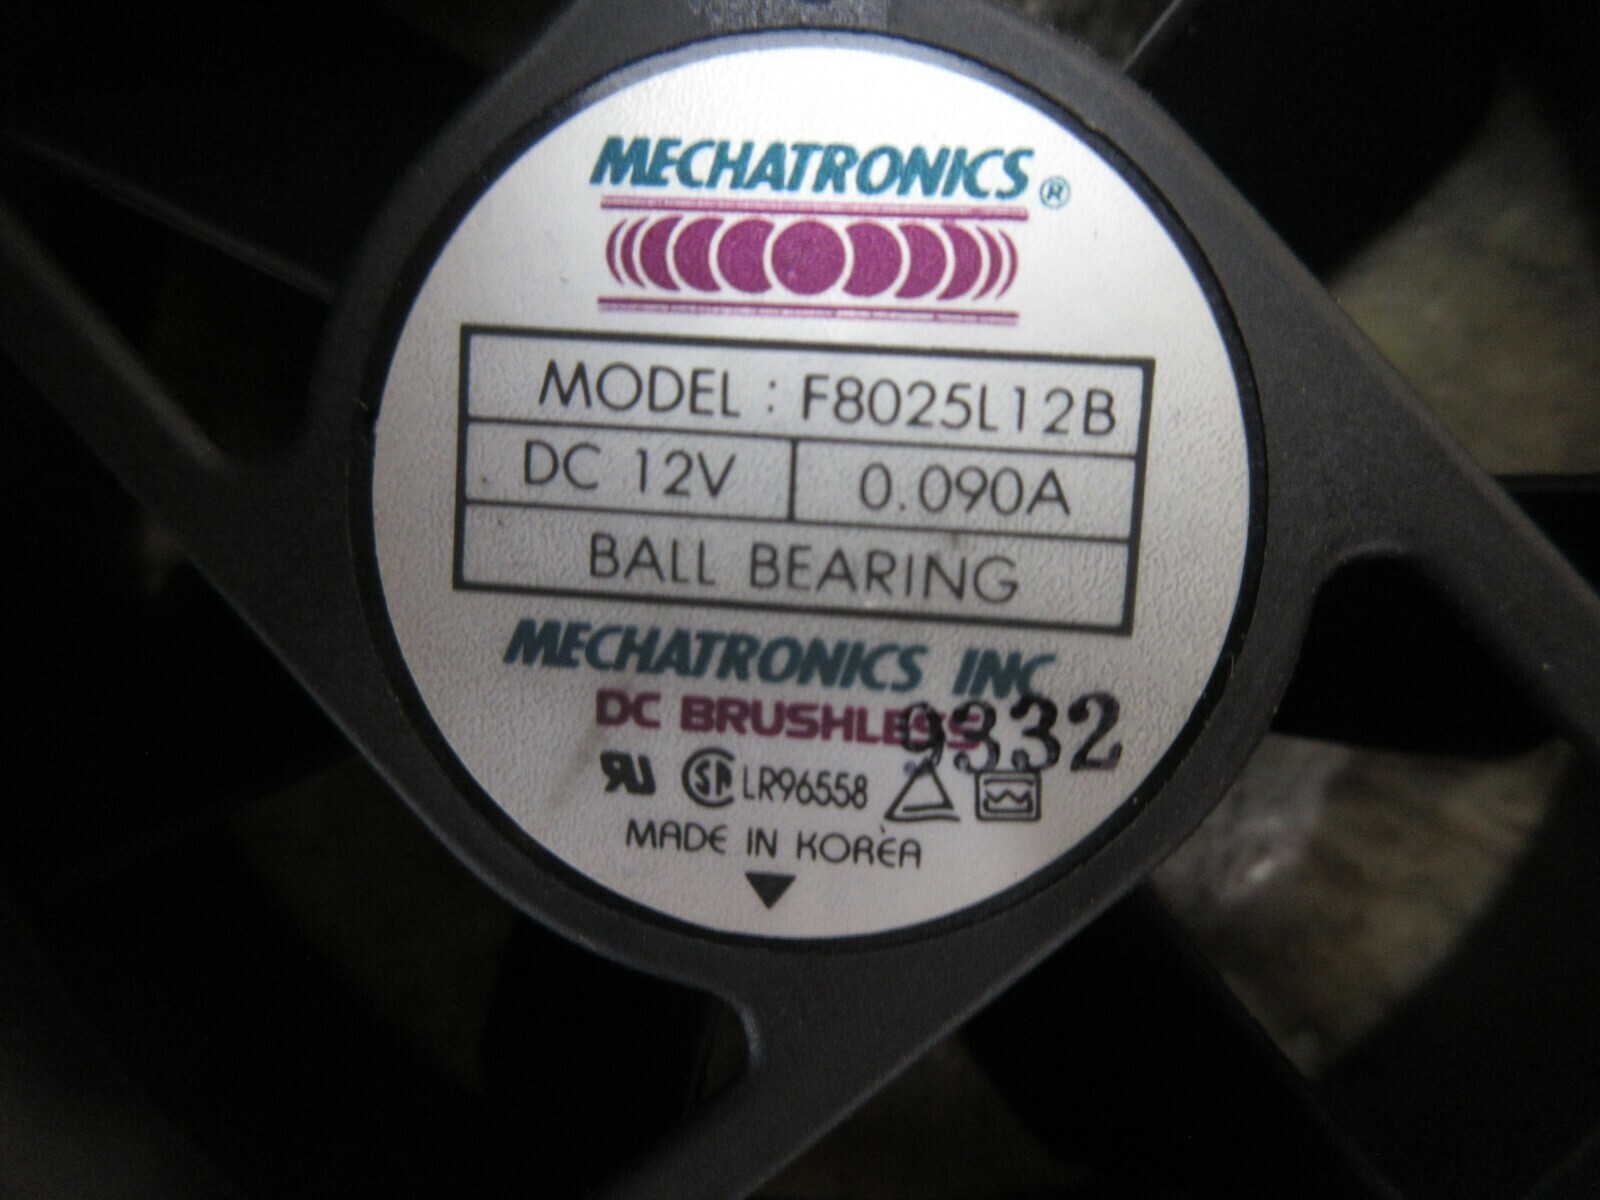 MECHATRONICS®
MODEL : F8025L12B
DC 12V 0.090A
BALL BEARING
MECHATRONICS INC
DC BRUSHLESS
9332
LR96558
MADE IN KOREA